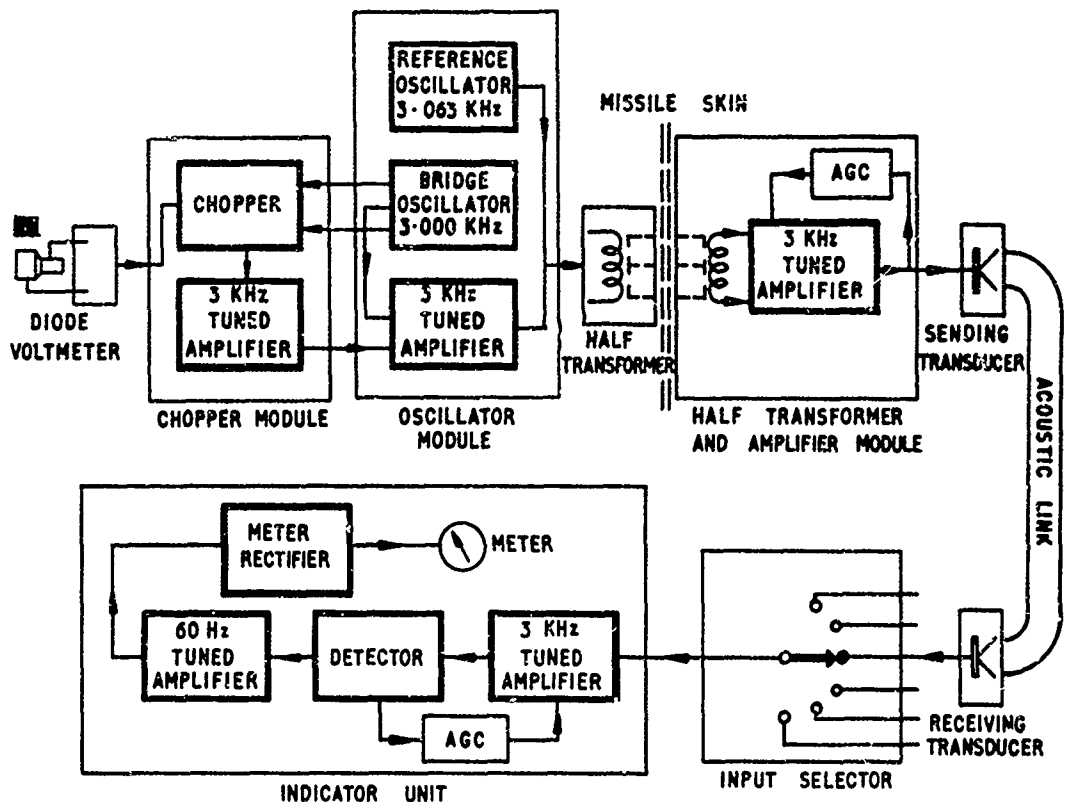 REFERENCE
OSCILLATOR
3·063 KHz
MISSILE SKIN
CHOPPER
BRIDGE
OSCILLATOR
3·000 KHz
AGC
3 KHz
TUNED
AMPLIFIER
3 KHz
TUNED
AMPLIFIER
5 KHz
TUNED
AMPLIFIER
DIODE
VOLTMETER
HALF
TRANSFORMER
SENDING
TRANSDUCER
CHOPPER MODULE
OSCILLATOR
MODULE
HALF TRANSFORMER
AND AMPLIFIER MODULE
ACOUSTIC LINK
METER
RECTIFIER
METER
60 Hz
TUNED
AMPLIFIER
DETECTOR
3 KHz
TUNED
AMPLIFIER
AGC
RECEIVING
TRANSDUCER
INPUT SELECTOR
INDICATOR UNIT